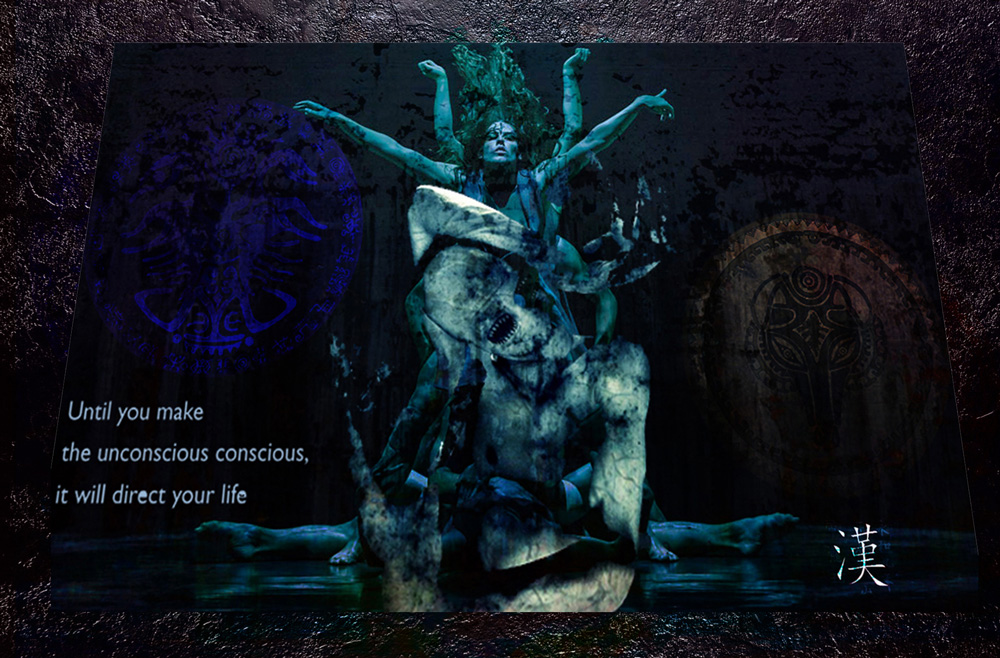 Until you make
the unconscious conscious,
it will direct your life
漢